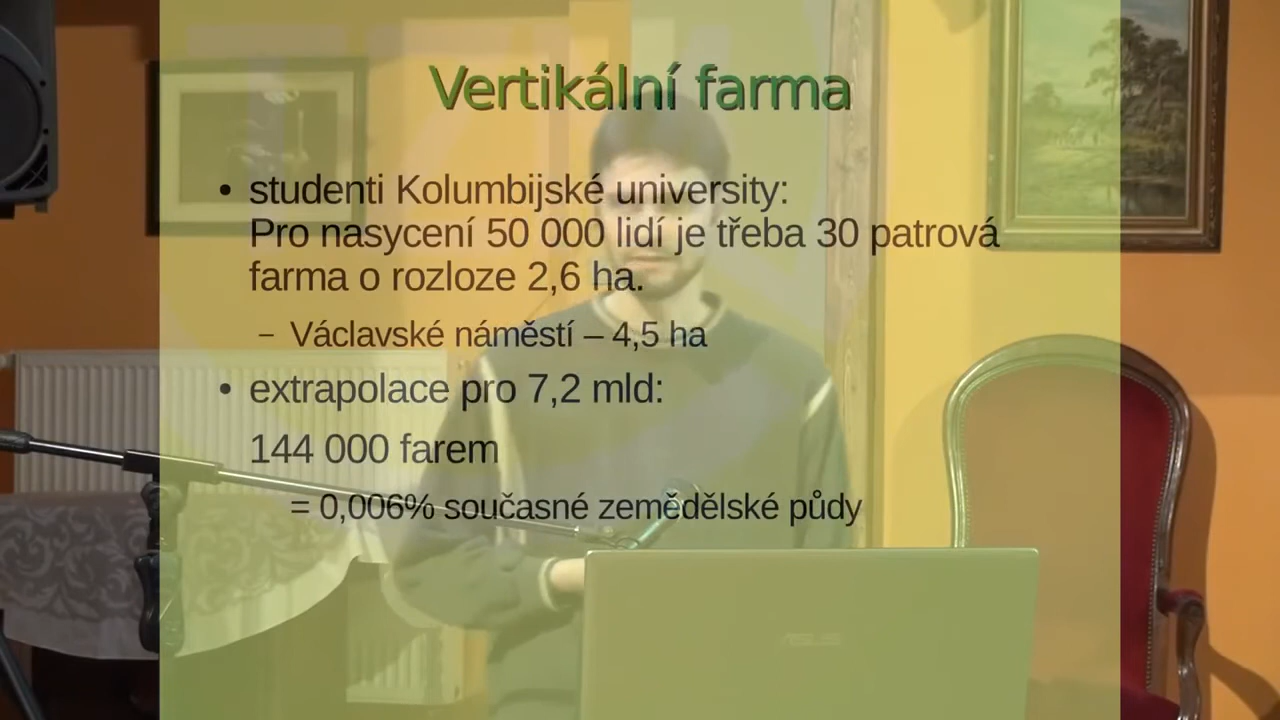 Vertikální farma
• studenti Kolumbijské university:
Pro nasycení 50 000 lidí je třeba 30 patrová
farma o rozloze 2,6 ha.
– Václavské náměstí – 4,5 ha
• extrapolace pro 7,2 mld:
144 000 farem
= 0,006% současné zemědělské půdy
ASUS